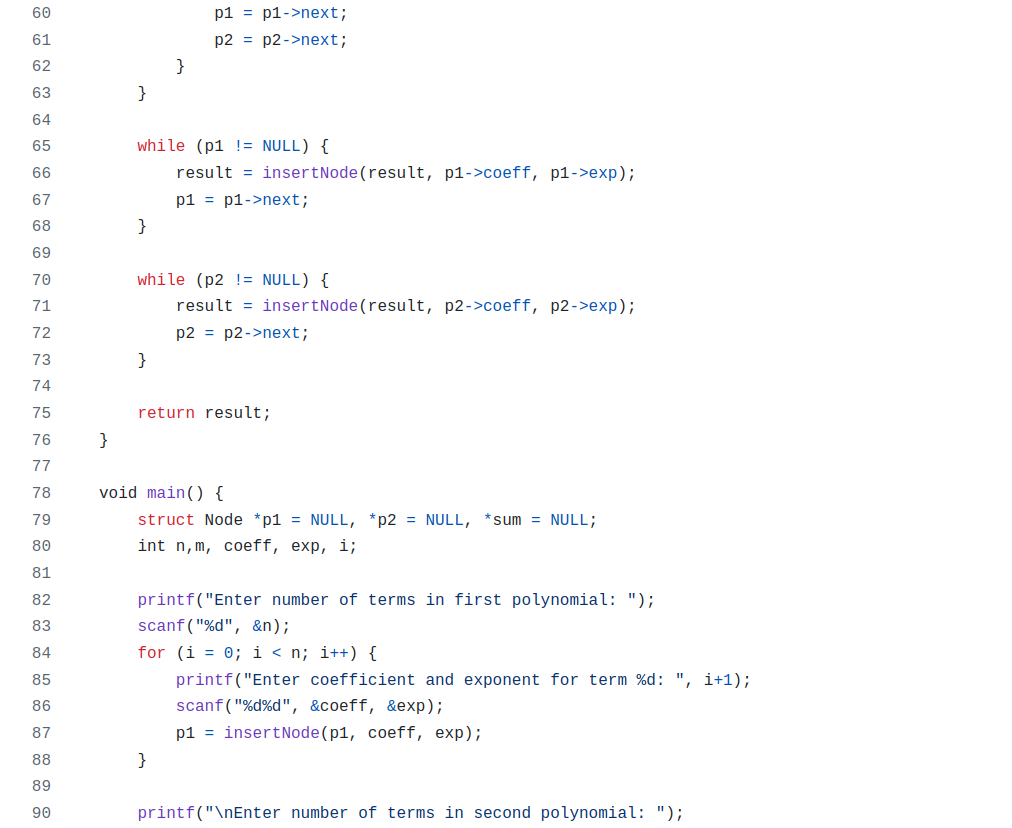 60                p1 = p1->next;
61                p2 = p2->next;
62            }
63        }
64
65        while (p1 != NULL) {
66            result = insertNode(result, p1->coeff, p1->exp);
67            p1 = p1->next;
68        }
69
70        while (p2 != NULL) {
71            result = insertNode(result, p2->coeff, p2->exp);
72            p2 = p2->next;
73        }
74
75        return result;
76    }
77
78    void main() {
79        struct Node *p1 = NULL, *p2 = NULL, *sum = NULL;
80        int n,m, coeff, exp, i;
81
82        printf("Enter number of terms in first polynomial: ");
83        scanf("%d", &n);
84        for (i = 0; i < n; i++) {
85            printf("Enter coefficient and exponent for term %d: ", i+1);
86            scanf("%d%d", &coeff, &exp);
87            p1 = insertNode(p1, coeff, exp);
88        }
89
90        printf("\nEnter number of terms in second polynomial: ");